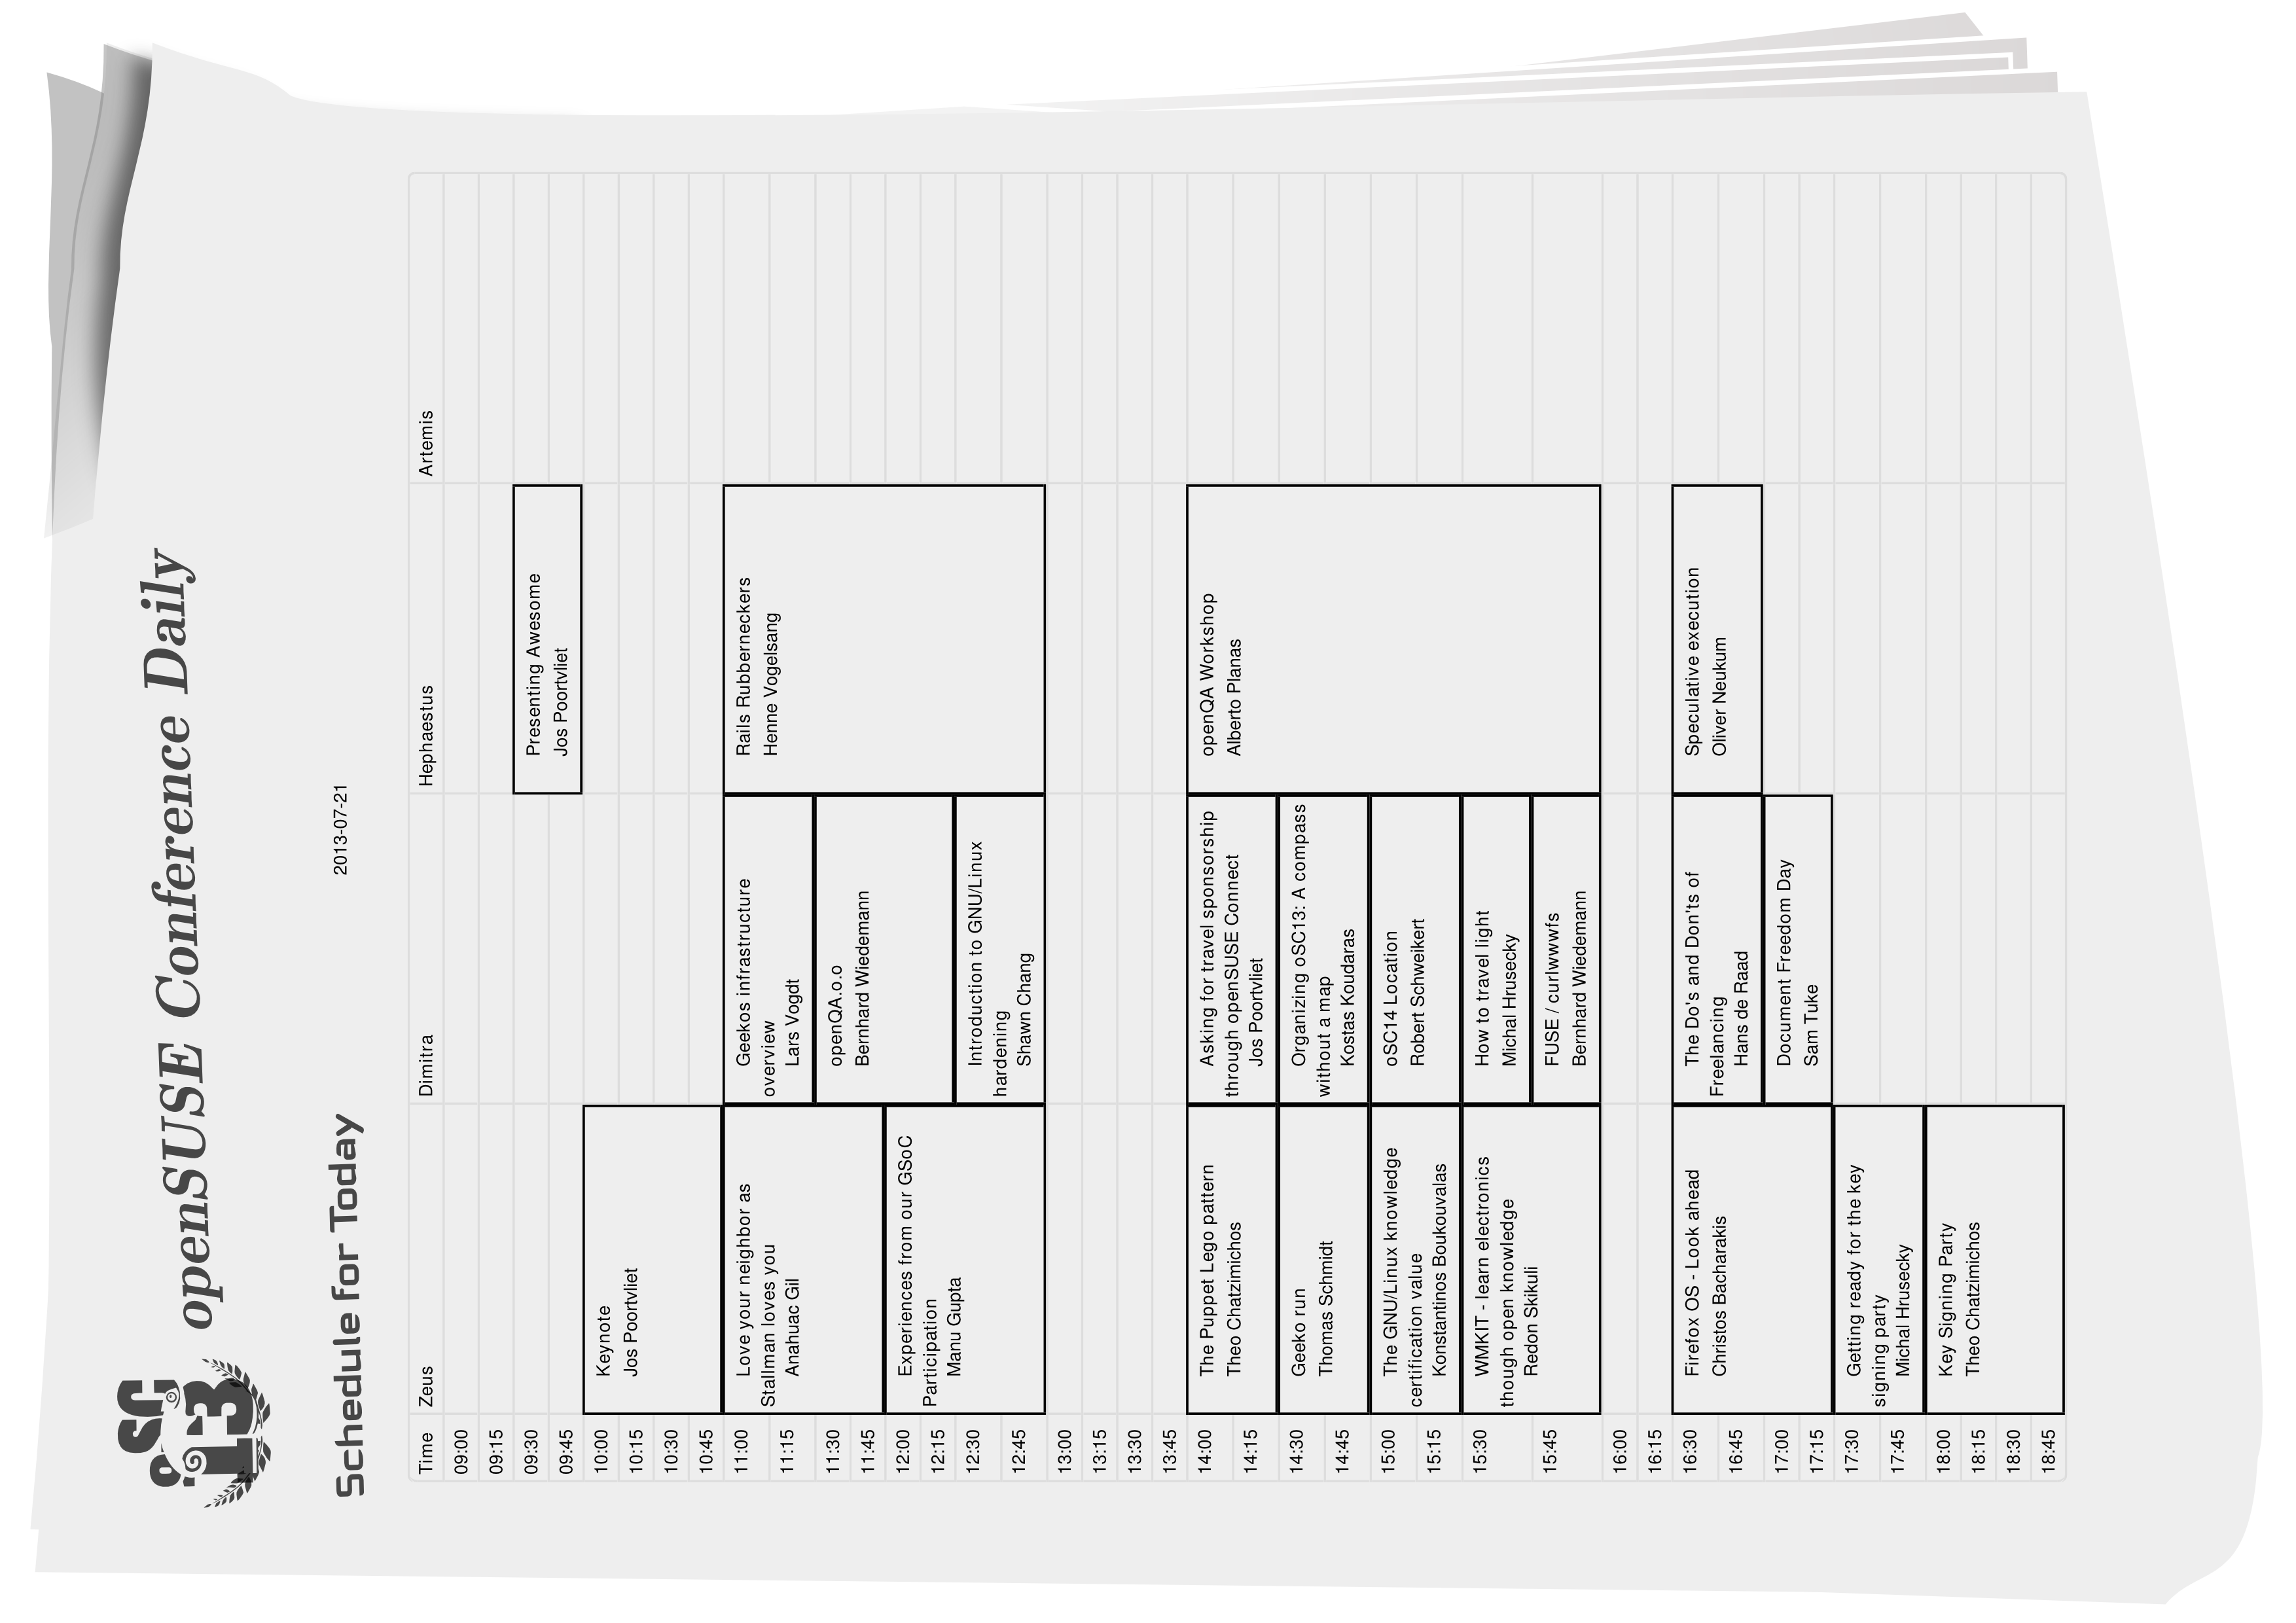 oSC
13
openSUSE Conference Daily
Schedule for Today
2013-07-21
Time Zeus Dimitra Hephaestus Artemis
09:00
09:15
09:30
Presenting Awesome
Jos Poortvliet
09:45
10:00
Keynote
Jos Poortvliet
10:15
10:30
10:45
11:00
Love your neighbor as
Stallman loves you
Anahuac Gil
Geekos infrastructure
overview
Lars Vogdt
Rails Rubberneckers
Henne Vogelsang
11:15
11:30
openQA.o.o
Bernhard Wiedemann
11:45
12:00
Experiences from our GSoC
Participation
Manu Gupta
12:15
12:30
Introduction to GNU/Linux
hardening
Shawn Chang
12:45
13:00
13:15
13:30
13:45
14:00
The Puppet Lego pattern
Theo Chatzimichos
Asking for travel sponsorship
through openSUSE Connect
Jos Poortvliet
openQA Workshop
Alberto Planas
14:15
14:30
Geeko run
Thomas Schmidt
Organizing oSC13: A compass
without a map
Kostas Koudaras
14:45
15:00
The GNU/Linux knowledge
certification value
Konstantinos Boukouvalas
oSC14 Location
Robert Schweikert
15:15
15:30
WMKIT - learn electronics
though open knowledge
Redon Skikuli
How to travel light
Michal Hrusecky
15:45
FUSE / curlwwwfs
Bernhard Wiedemann
16:00
16:15
16:30
Firefox OS - Look ahead
Christos Bacharakis
The Do's and Don'ts of
Freelancing
Hans de Raad
Speculative execution
Oliver Neukum
16:45
17:00
Document Freedom Day
Sam Tuke
17:15
17:30
Getting ready for the key
signing party
Michal Hrusecky
17:45
18:00
Key Signing Party
Theo Chatzimichos
18:15
18:30
18:45